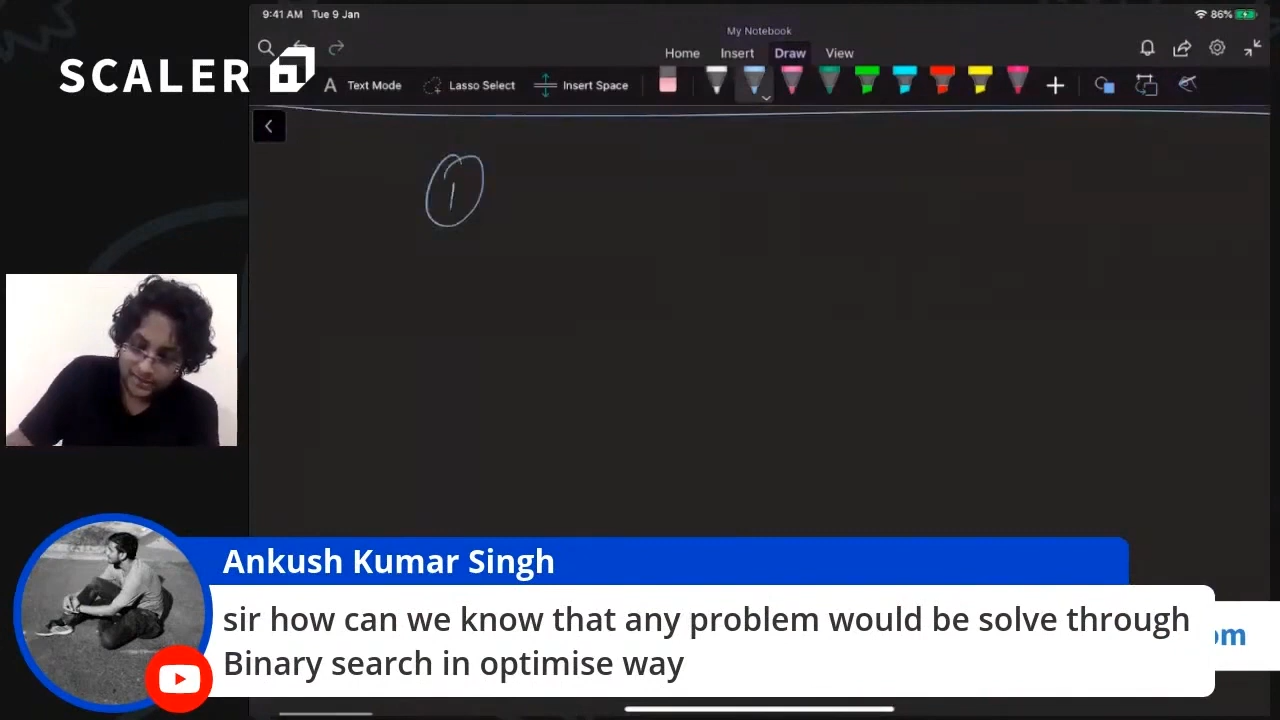 9:41 AM Tue 9 Jan
86%
My Notebook
Home Insert Draw View
SCALER
A Text Mode Lasso Select Insert Space
1
Ankush Kumar Singh
sir how can we know that any problem would be solve through
Binary search in optimise way
om